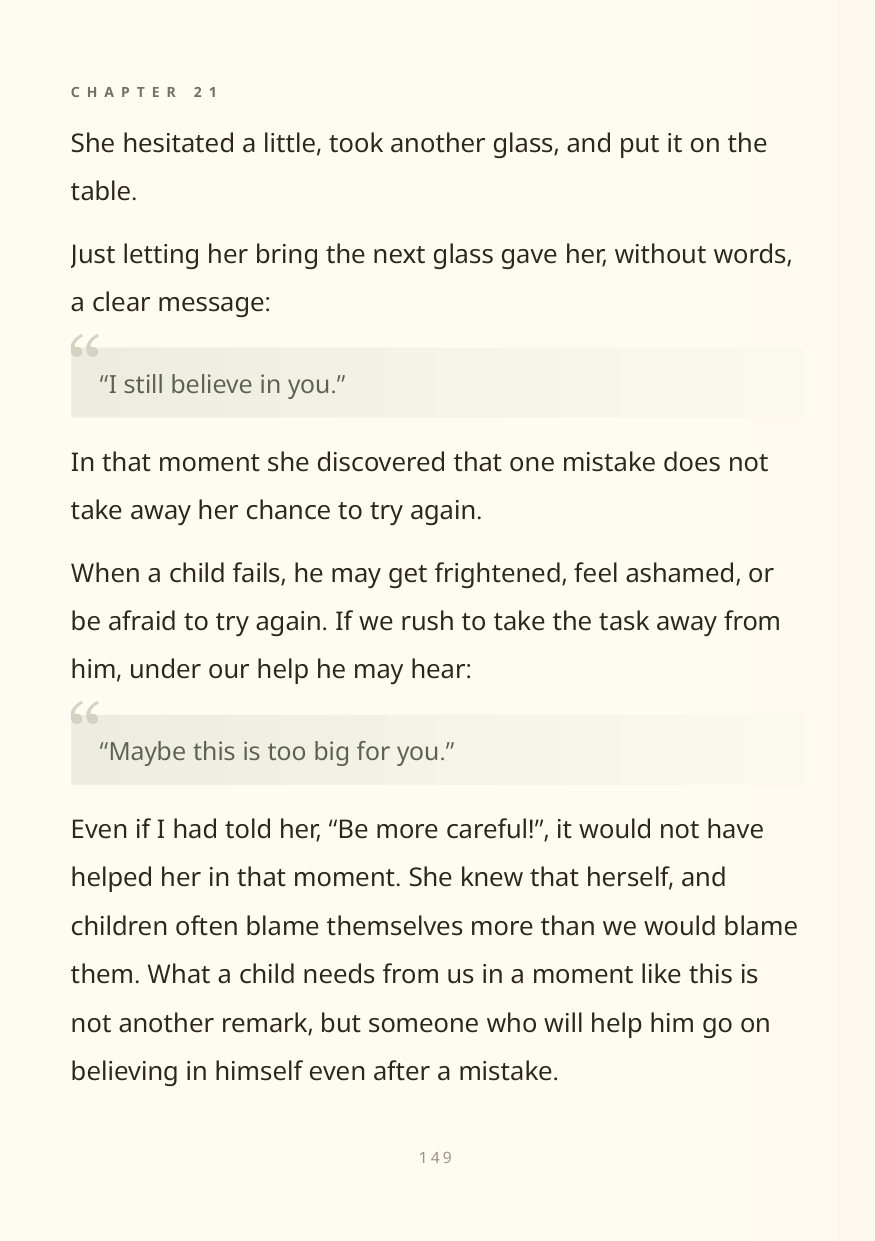 CHAPTER 21
She hesitated a little, took another glass, and put it on the
table.
Just letting her bring the next glass gave her, without words,
a clear message:
“
“I still believe in you.”
In that moment she discovered that one mistake does not
take away her chance to try again.
When a child fails, he may get frightened, feel ashamed, or
be afraid to try again. If we rush to take the task away from
him, under our help he may hear:
“
“Maybe this is too big for you.”
Even if I had told her, “Be more careful!”, it would not have
helped her in that moment. She knew that herself, and
children often blame themselves more than we would blame
them. What a child needs from us in a moment like this is
not another remark, but someone who will help him go on
believing in himself even after a mistake.
149